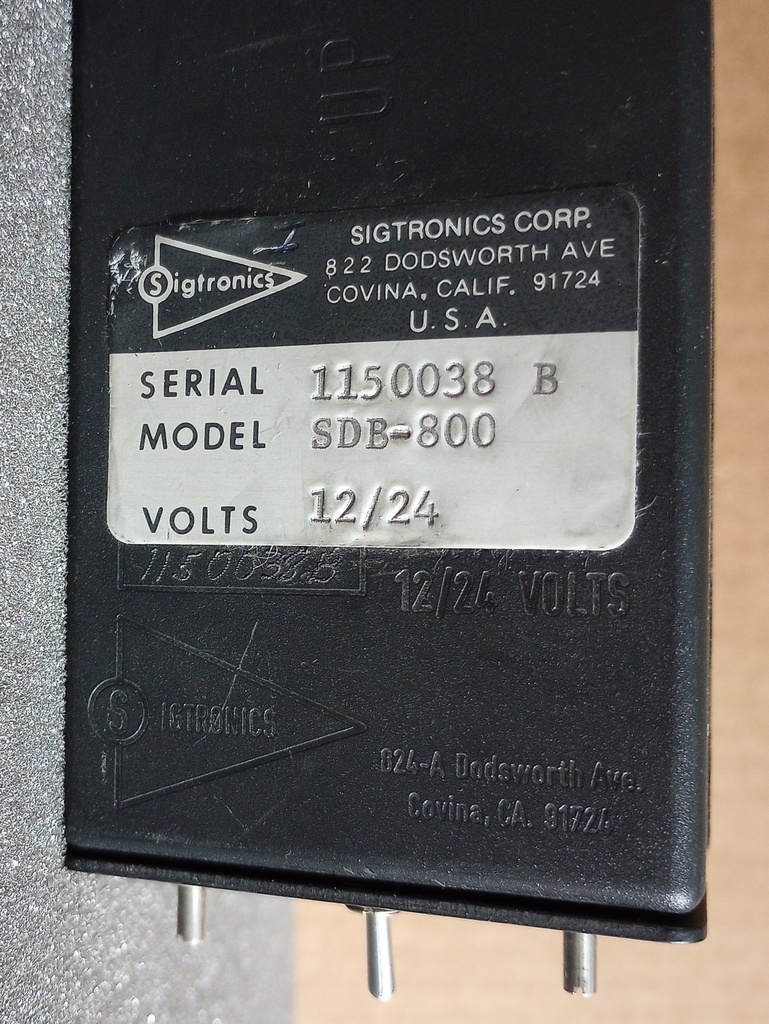 UP
Sigtronics
SIGTRONICS CORP.
822 DODSWORTH AVE
COVINA, CALIF. 91724
U.S.A.
SERIAL 1150038 B
MODEL SDB-800
VOLTS 12/24
12/24 VOLTS
SIGTRONICS
824-A Dodsworth Ave.
Covina, CA. 91724